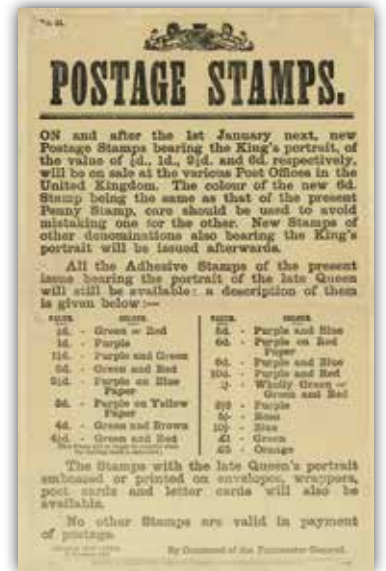 POSTAGE STAMPS.
ON and after the 1st January next, new
Postage Stamps bearing the King's portrait, of
the value of ½d., 1d., 2½d. and 6d. respectively,
will be on sale at the various Post Offices in the
United Kingdom. The colour of the new 6d.
Stamp being the same as that of the present
Penny Stamp, care should be used to avoid
mistaking one for the other. New Stamps of
other denominations also bearing the King's
portrait will be issued afterwards.
All the Adhesive Stamps of the present
issue bearing the portrait of the late Queen
will still be available: a description of them
is given below:—
VALUE. COLOUR.
½d. - Green or Red
1d. - Purple
1½d. - Purple and Green
2d. - Green and Red
2½d. - Purple on Blue
Paper
3d. - Purple on Yellow
Paper
4d. - Green and Brown
4½d. - Green and Red
VALUE. COLOUR.
5d. - Purple and Blue
6d. - Purple on Red
Paper
9d. - Purple and Blue
10d. - Purple and Red
1/- - Wholly Green or
Green and Red
2/6 - Purple
5/- - Rose
10/- - Blue
£1 - Green
£5 - Orange
The Stamps with the late Queen's portrait
embossed or printed on envelopes, wrappers,
post cards and letter cards will also be
available.
No other Stamps are valid in payment
of postage.
By Command of the Postmaster General.